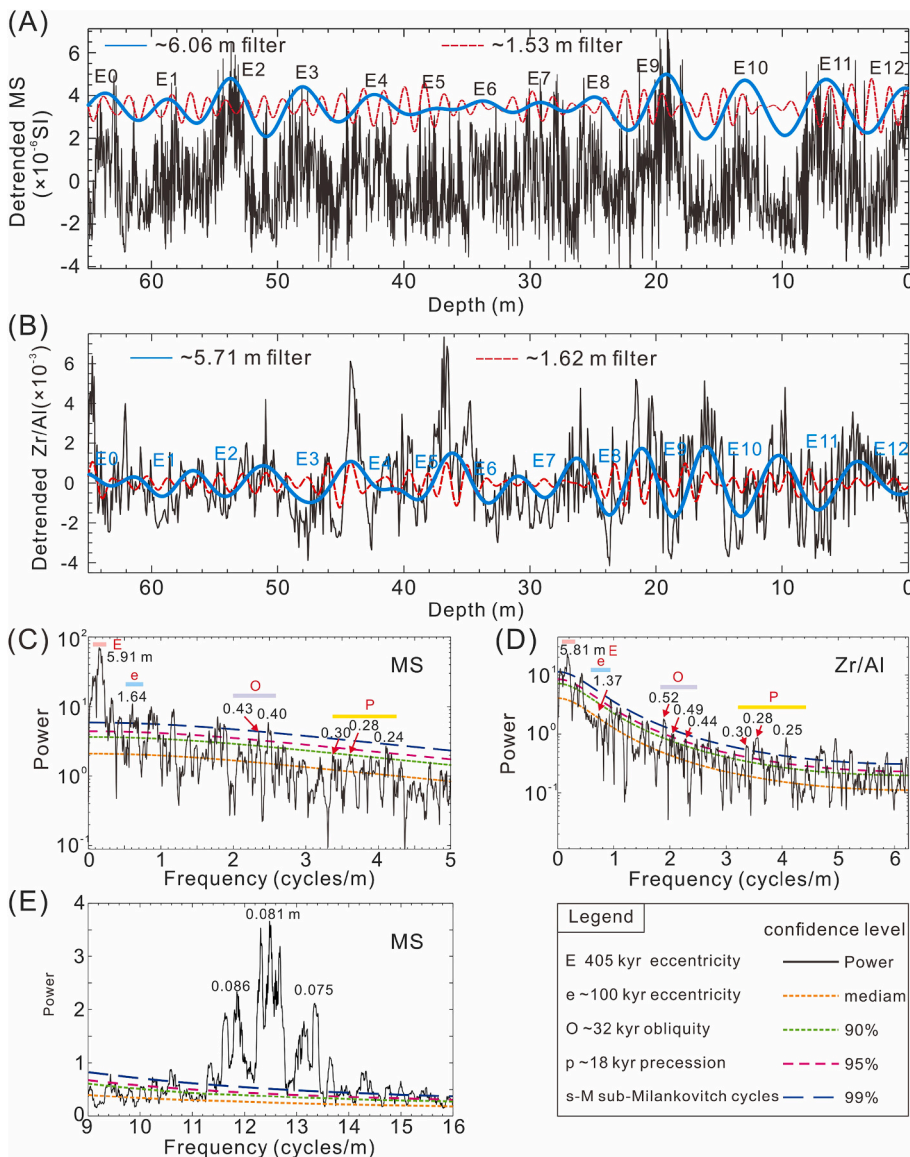 (A)
~6.06 m filter
~1.53 m filter
E0 E1 E2 E3 E4 E5 E6 E7 E8 E9 E10 E11 E12
Detrended MS
(×10⁻⁶SI)
6
4
2
0
-2
-4
60 50 40 30 20 10 0
Depth (m)
(B)
~5.71 m filter
~1.62 m filter
Detrended Zr/Al(×10⁻³)
6
4
2
0
-2
-4
E0 E1 E2 E3 E4 E5 E6 E7 E8 E9 E10 E11 E12
60 50 40 30 20 10 0
Depth (m)
(C)
MS
Power
10²
10¹
10⁰
10⁻¹
E
5.91 m
e
1.64
O
0.43 0.40
P
0.30 0.28 0.24
0 1 2 3 4 5
Frequency (cycles/m)
(D)
Zr/Al
Power
10¹
10⁰
10⁻¹
5.81 m
E
e
1.37
O
0.52
0.49
0.44
P
0.30 0.28 0.25
0 1 2 3 4 5 6
Frequency (cycles/m)
(E)
MS
Power
4
3
2
1
0
0.081 m
0.086
0.075
9 10 11 12 13 14 15 16
Frequency (cycles/m)
Legend
confidence level
E 405 kyr eccentricity
Power
e ~100 kyr eccentricity
mediam
O ~32 kyr obliquity
90%
p ~18 kyr precession
95%
s-M sub-Milankovitch cycles
99%